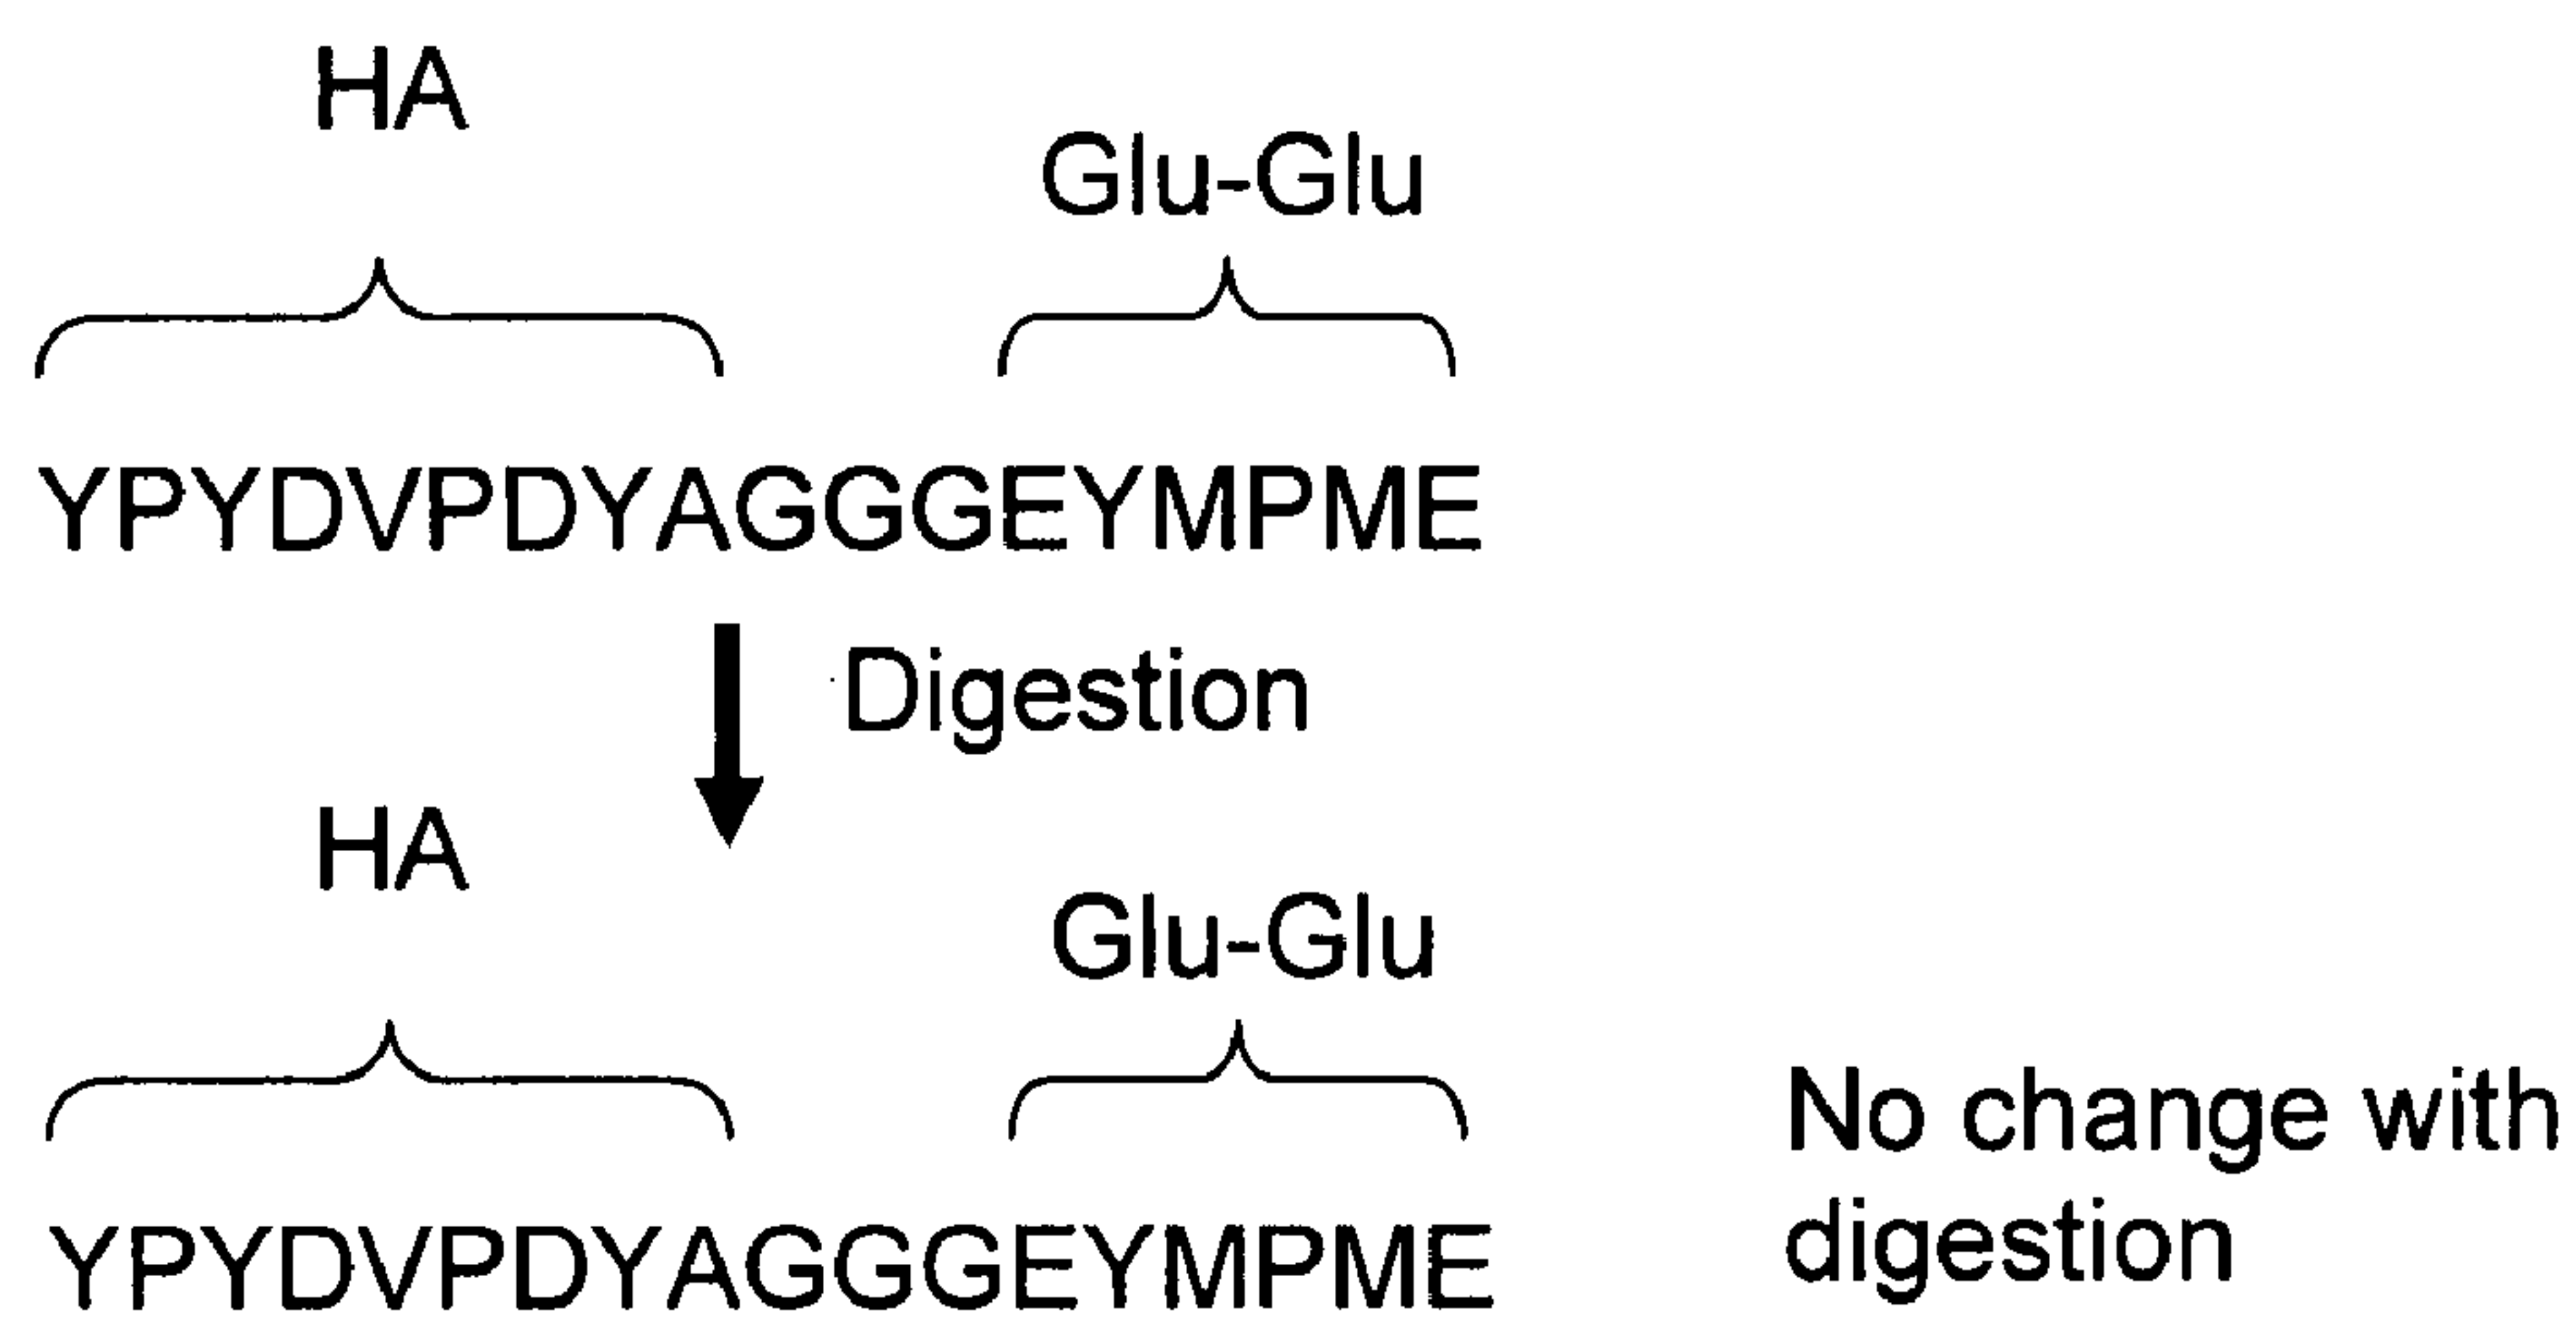 HA
Glu-Glu
YPYDVPDYAGGGEYMPME
Digestion
HA
Glu-Glu
YPYDVPDYAGGGEYMPME
No change with
digestion